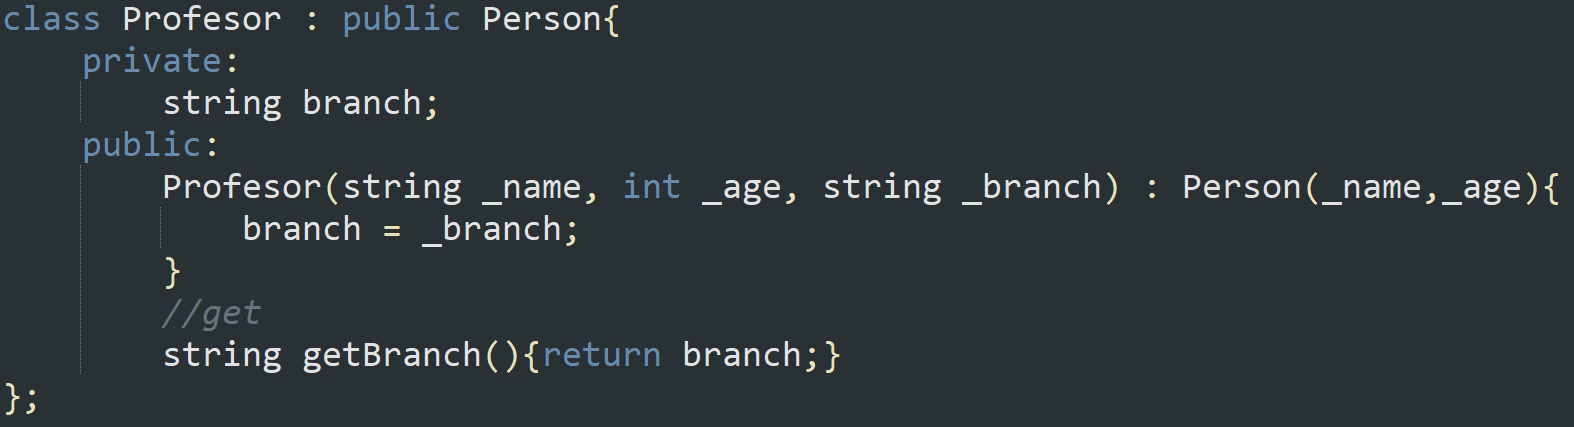 class Profesor : public Person{
    private:
        string branch;
    public:
        Profesor(string _name, int _age, string _branch) : Person(_name,_age){
            branch = _branch;
        }
        //get
        string getBranch(){return branch;}
};